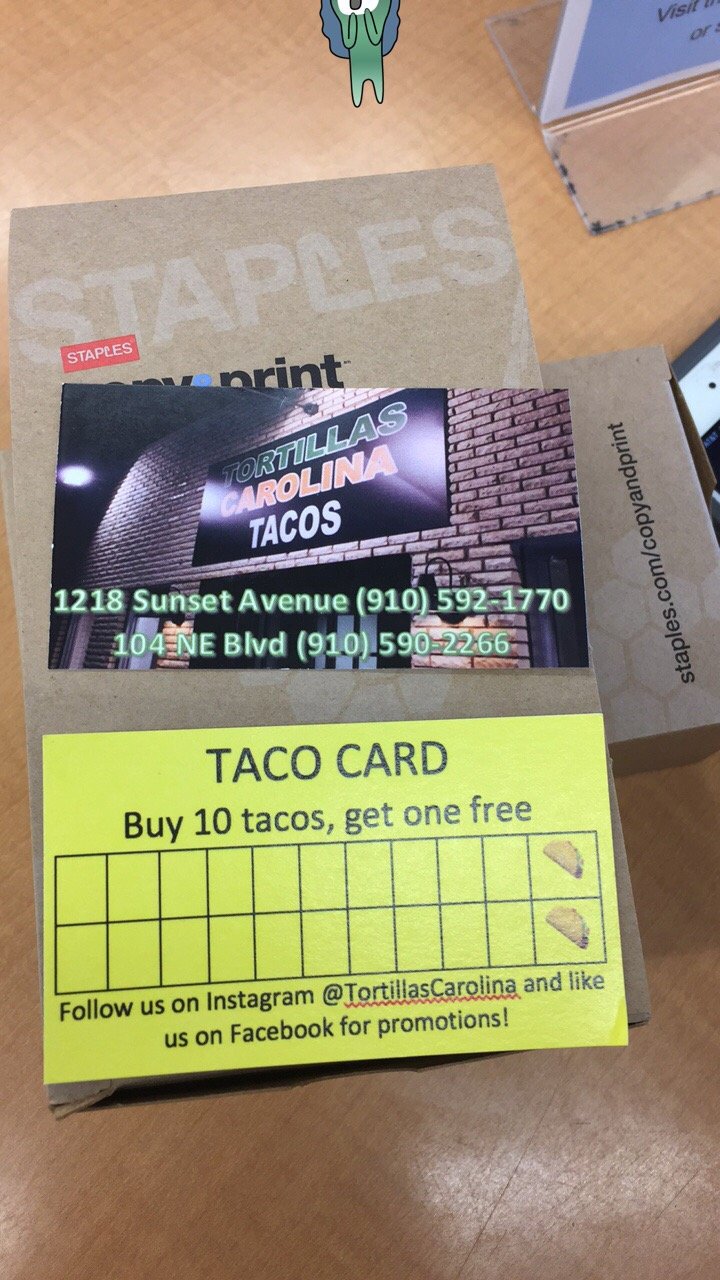 Visit
or
STAPLES
STAPLES
print
staples.com/copyandprint
TORTILLAS
CAROLINA
TACOS
1218 Sunset Avenue (910) 592-1770
104 NE Blvd (910) 590-2266
TACO CARD
Buy 10 tacos, get one free
Follow us on Instagram @TortillasCarolina and like
us on Facebook for promotions!